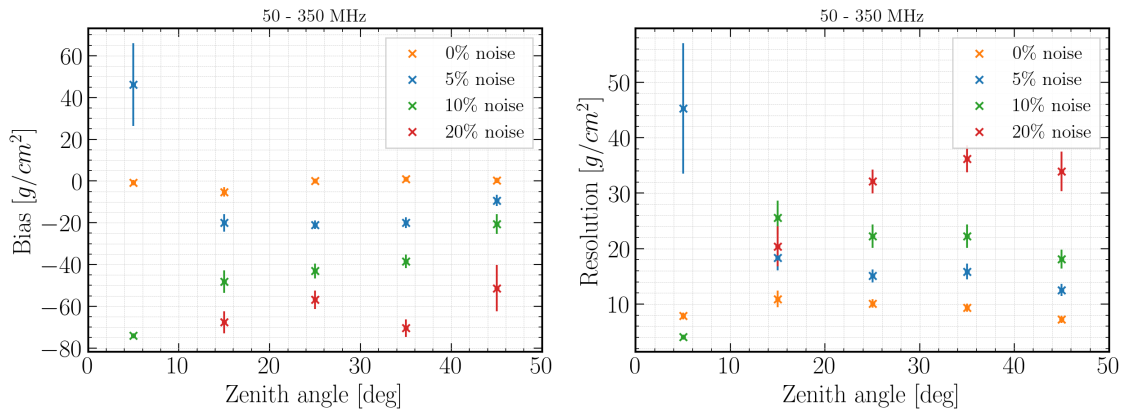 50 - 350 MHz
0% noise
5% noise
10% noise
20% noise
60
40
20
0
−20
−40
−60
−80
Bias [g/cm²]
0 10 20 30 40 50
Zenith angle [deg]
50 - 350 MHz
0% noise
5% noise
10% noise
20% noise
50
40
30
20
10
Resolution [g/cm²]
10 20 30 40 50
Zenith angle [deg]